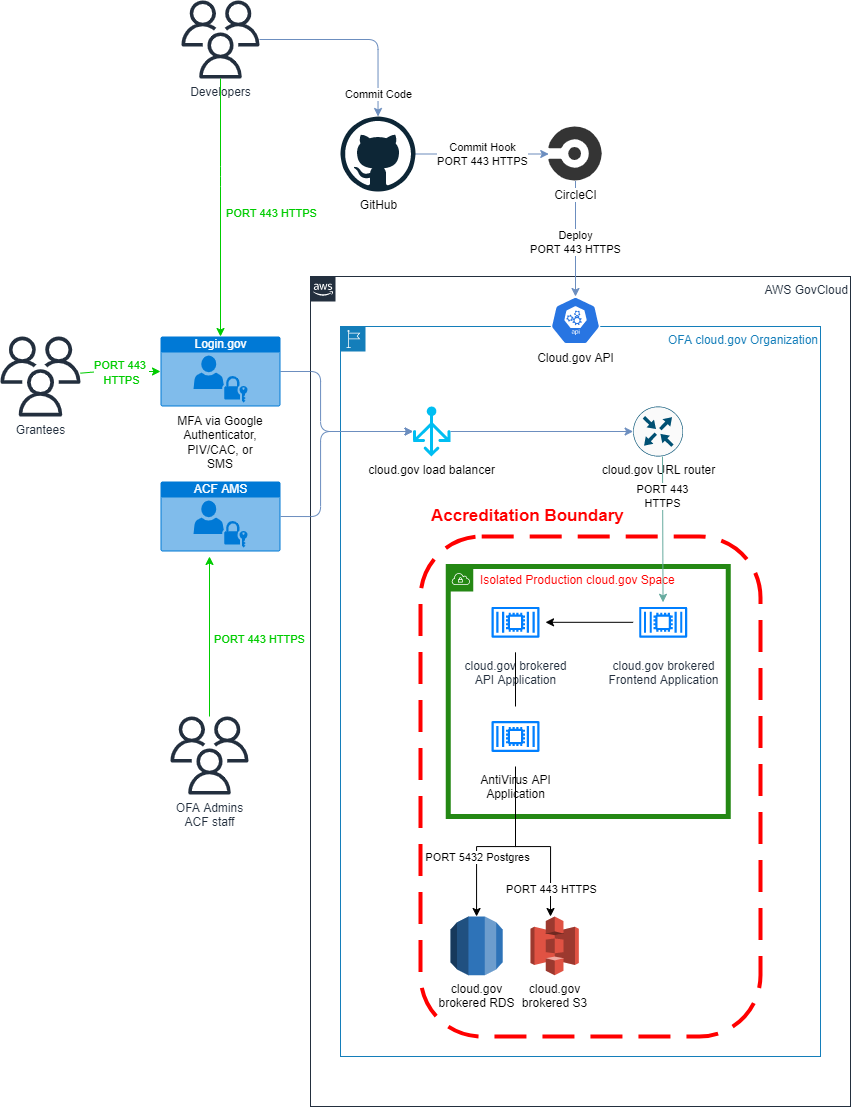 Developers
Commit Code
GitHub
Commit Hook
PORT 443 HTTPS
CircleCI
PORT 443 HTTPS
Deploy
PORT 443 HTTPS
aws
AWS GovCloud
api
Cloud.gov API
OFA cloud.gov Organization
Login.gov
PORT 443
HTTPS
Grantees
MFA via Google
Authenticator,
PIV/CAC, or
SMS
cloud.gov load balancer
cloud.gov URL router
ACF AMS
PORT 443
HTTPS
Accreditation Boundary
Isolated Production cloud.gov Space
cloud.gov brokered
API Application
cloud.gov brokered
Frontend Application
PORT 443 HTTPS
AntiVirus API
Application
OFA Admins
ACF staff
PORT 5432 Postgres
PORT 443 HTTPS
cloud.gov
brokered RDS
cloud.gov
brokered S3